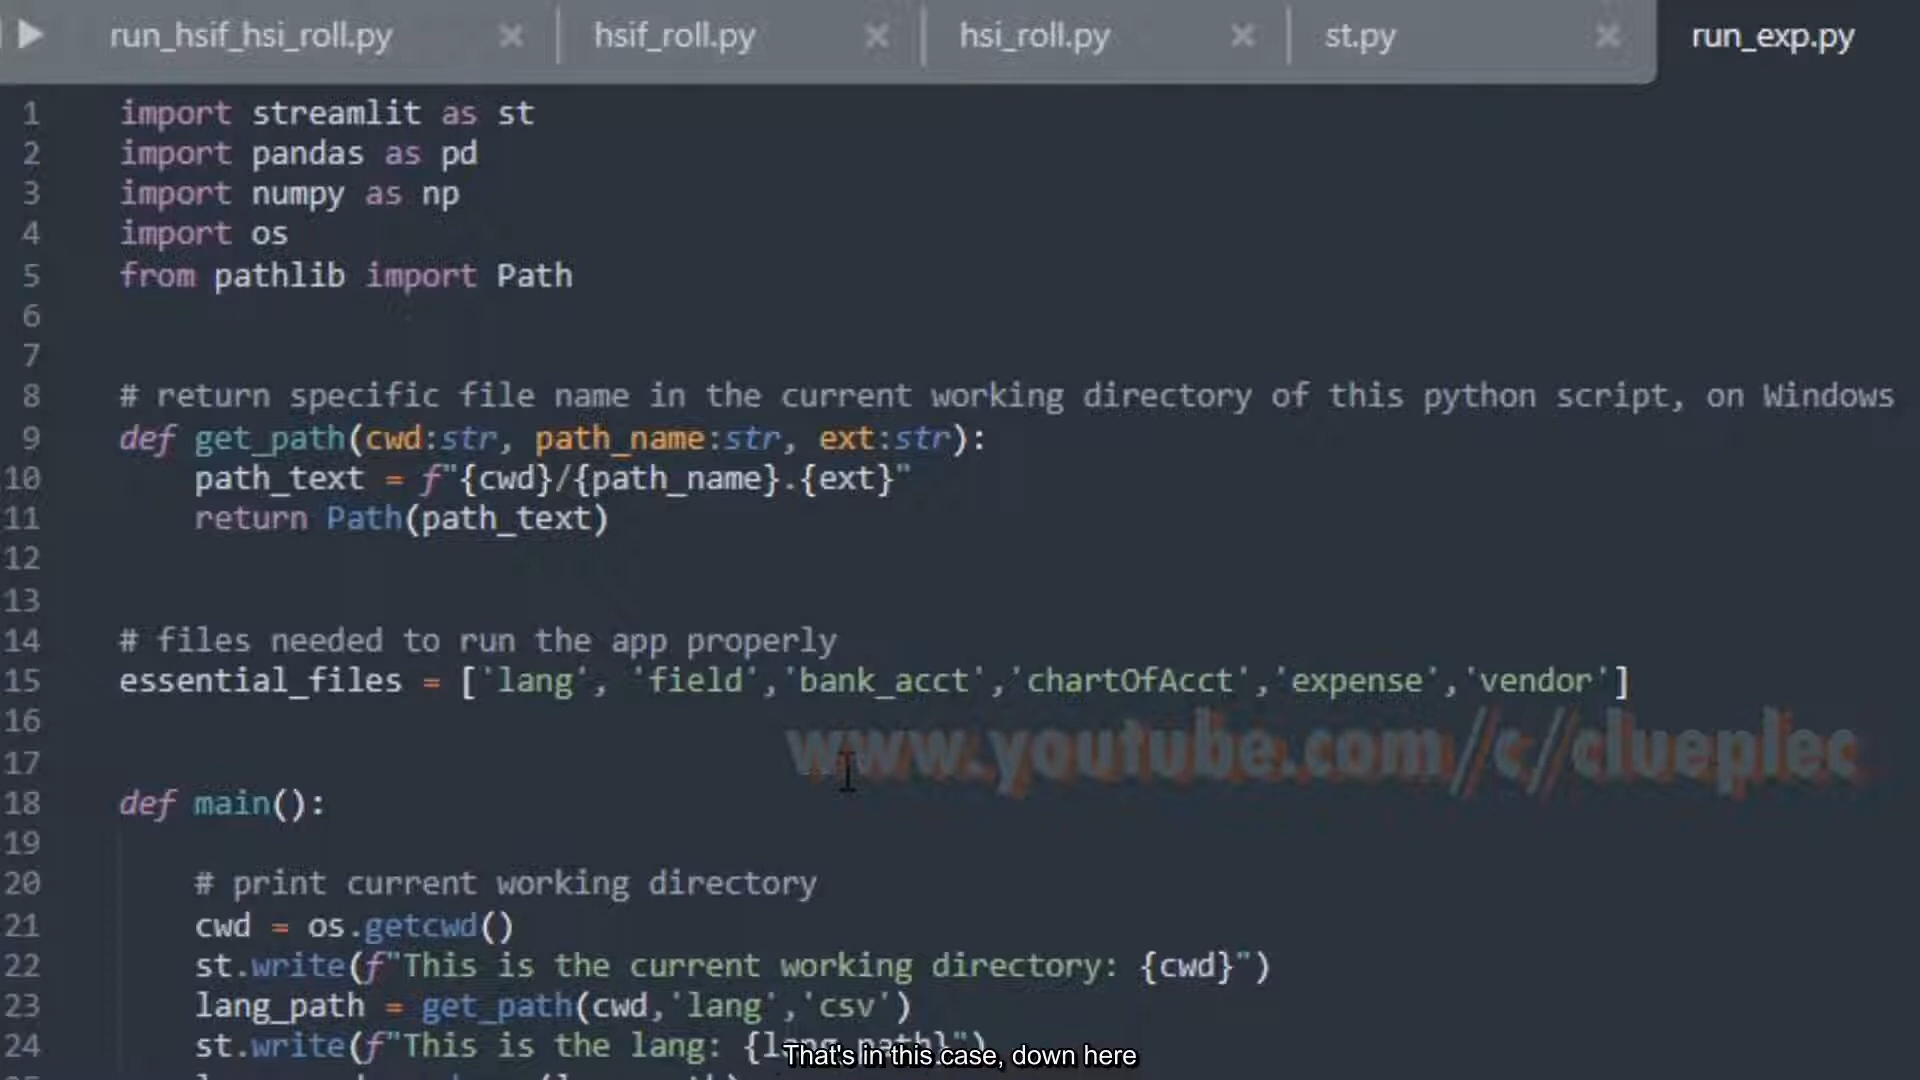 run_hsif_hsi_roll.py × hsif_roll.py × hsi_roll.py × st.py × run_exp.py
1 import streamlit as st
2 import pandas as pd
3 import numpy as np
4 import os
5 from pathlib import Path
6
7
8 # return specific file name in the current working directory of this python script, on Windows
9 def get_path(cwd:str, path_name:str, ext:str):
10 path_text = f"{cwd}/{path_name}.{ext}"
11 return Path(path_text)
12
13
14 # files needed to run the app properly
15 essential_files = ['lang', 'field','bank_acct','chartOfAcct','expense','vendor']
16
www.youtube.com//c//clueplec
17
18 def main():
19
20 # print current working directory
21 cwd = os.getcwd()
22 st.write(f"This is the current working directory: {cwd}")
23 lang_path = get_path(cwd,'lang','csv')
24 st.write(f"This is the lang: {lang_path}")
That's in this case, down here